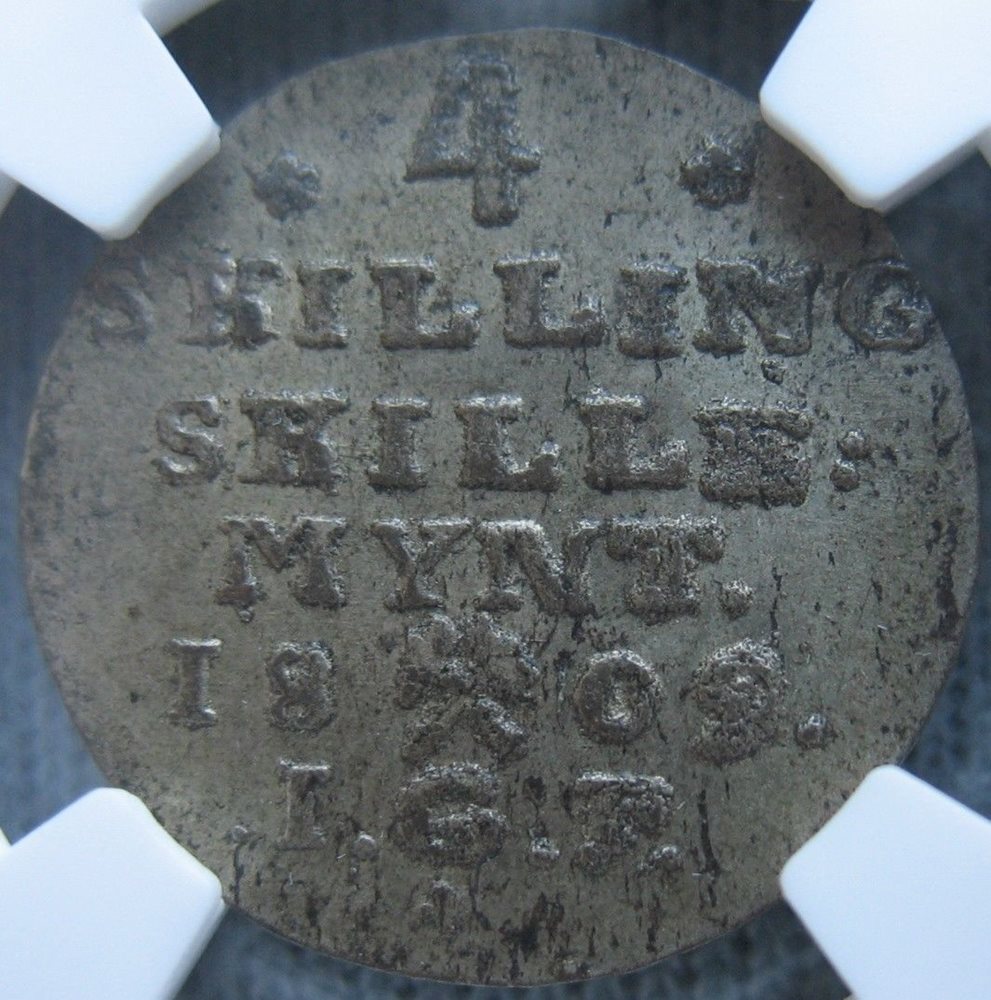 4
SKILLING
SKILLE:
MYNT.
18 09.
I.G.P.